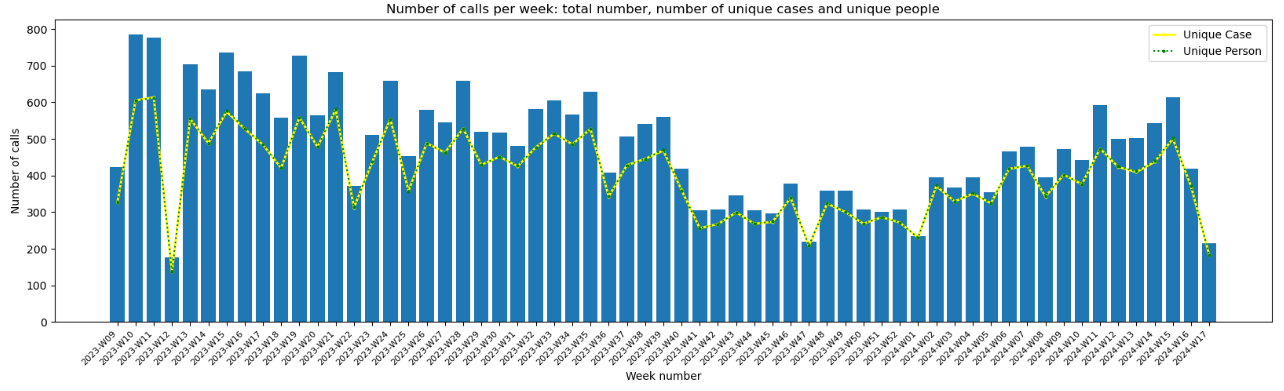 Number of calls per week: total number, number of unique cases and unique people
800
700
600
500
400
300
200
100
0
Number of calls
Unique Case
Unique Person
2023-W09
2023-W10
2023-W11
2023-W12
2023-W13
2023-W14
2023-W15
2023-W16
2023-W17
2023-W18
2023-W19
2023-W20
2023-W21
2023-W22
2023-W23
2023-W24
2023-W25
2023-W26
2023-W27
2023-W28
2023-W29
2023-W30
2023-W31
2023-W32
2023-W33
2023-W34
2023-W35
2023-W36
2023-W37
2023-W38
2023-W39
2023-W40
2023-W41
2023-W42
2023-W43
2023-W44
2023-W45
2023-W46
2023-W47
2023-W48
2023-W49
2023-W50
2023-W51
2023-W52
2024-W01
2024-W02
2024-W03
2024-W04
2024-W05
2024-W06
2024-W07
2024-W08
2024-W09
2024-W10
2024-W11
2024-W12
2024-W13
2024-W14
2024-W15
2024-W16
2024-W17
Week number